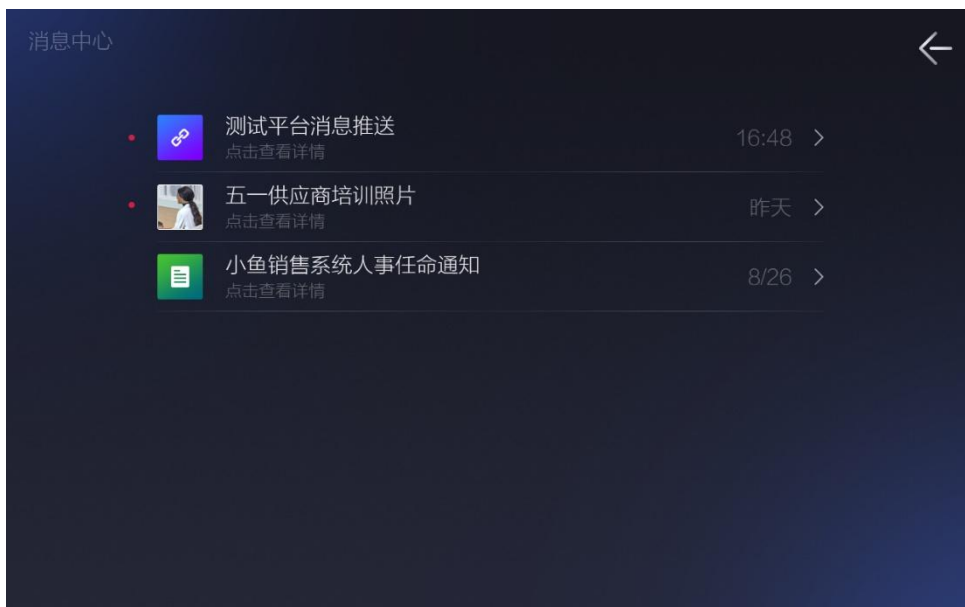 消息中心
测试平台消息推送
点击查看详情
16:48
五一供应商培训照片
点击查看详情
昨天
小鱼销售系统人事任命通知
点击查看详情
8/26